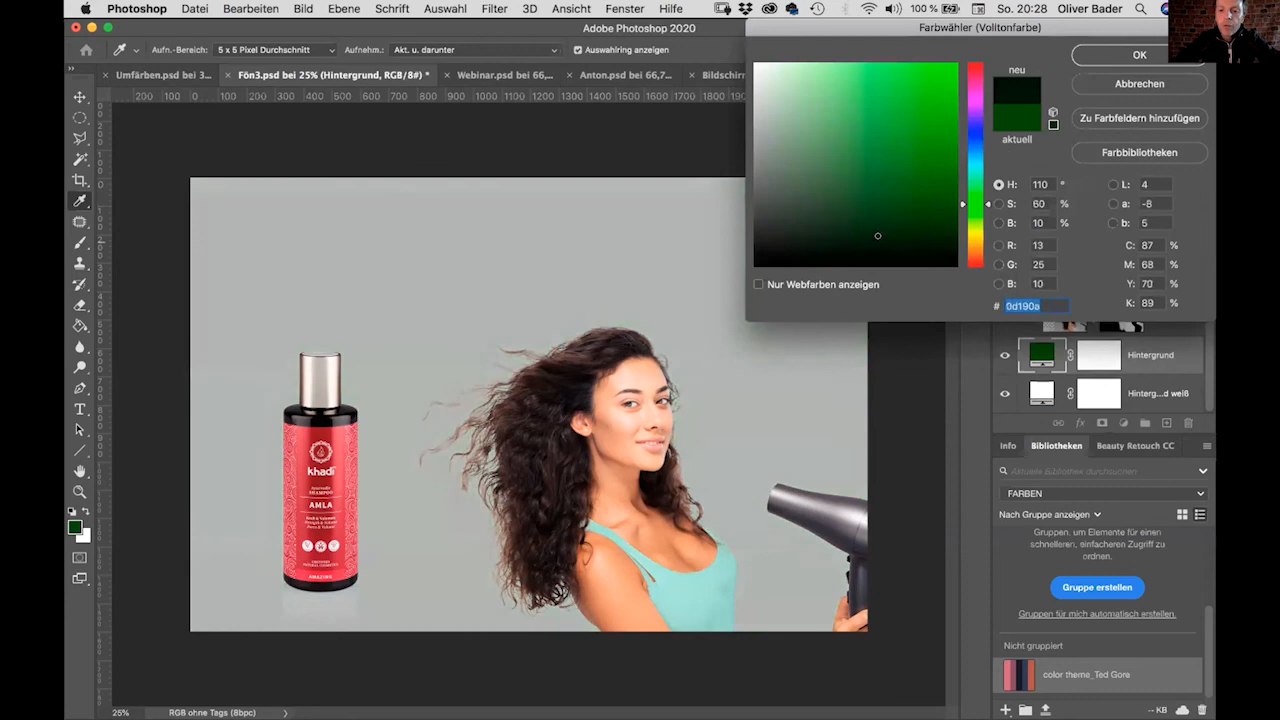 Photoshop Datei Bearbeiten Bild Ebene Schrift Auswahl Filter 3D Ansicht Fenster Hilfe 100 % So. 20:28 Oliver Bader
Adobe Photoshop 2020
Farbwähler (Volltonfarbe)
Aufn.-Bereich: 5 x 5 Pixel Durchschnitt Aufnehm.: Akt. u. darunter Auswahlring anzeigen
Umfärben.psd bei 3... Fön3.psd bei 25% (Hintergrund, RGB/8#) * Webinar.psd bei 66,... Anton.psd bei 66,7... Bildschirr
200 100 0 100 200 300 400 500 600 700 800 900 1000 1100 1200 1300 1400 1500 1600 1700 1800 190
neu
aktuell
OK
Abbrechen
Zu Farbfeldern hinzufügen
Farbbibliotheken
H: 110 ° L: 4
S: 60 % a: -8
B: 10 % b: 5
R: 13 C: 87 %
G: 25 M: 68 %
B: 10 Y: 70 %
# 0d190a K: 89 %
Nur Webfarben anzeigen
Hintergrund
Hinterg...d weiß
Info Bibliotheken Beauty Retouch CC
Aktuelle Bibliothek durchsuchen
FARBEN
Nach Gruppe anzeigen
Gruppen, um Elemente für einen
schnelleren, einfacheren Zugriff zu
ordnen.
Gruppe erstellen
Gruppen für mich automatisch erstellen.
Nicht gruppiert
color theme_Ted Gore
-- KB
khadi
SHAMPOO
AMLA
25% RGB ohne Tags (8bpc)